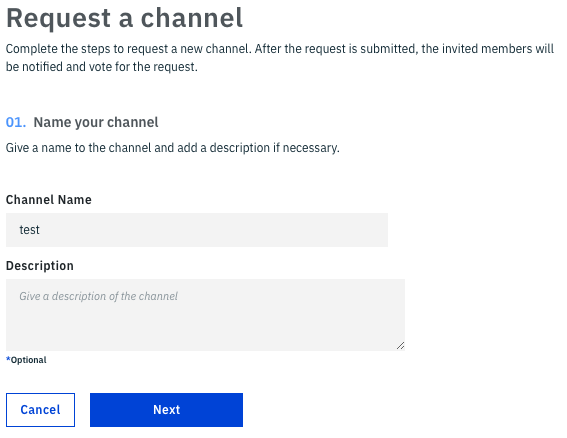 Request a channel
Complete the steps to request a new channel. After the request is submitted, the invited members will
be notified and vote for the request.
01. Name your channel
Give a name to the channel and add a description if necessary.
Channel Name
test
Description
Give a description of the channel
*Optional
Cancel Next